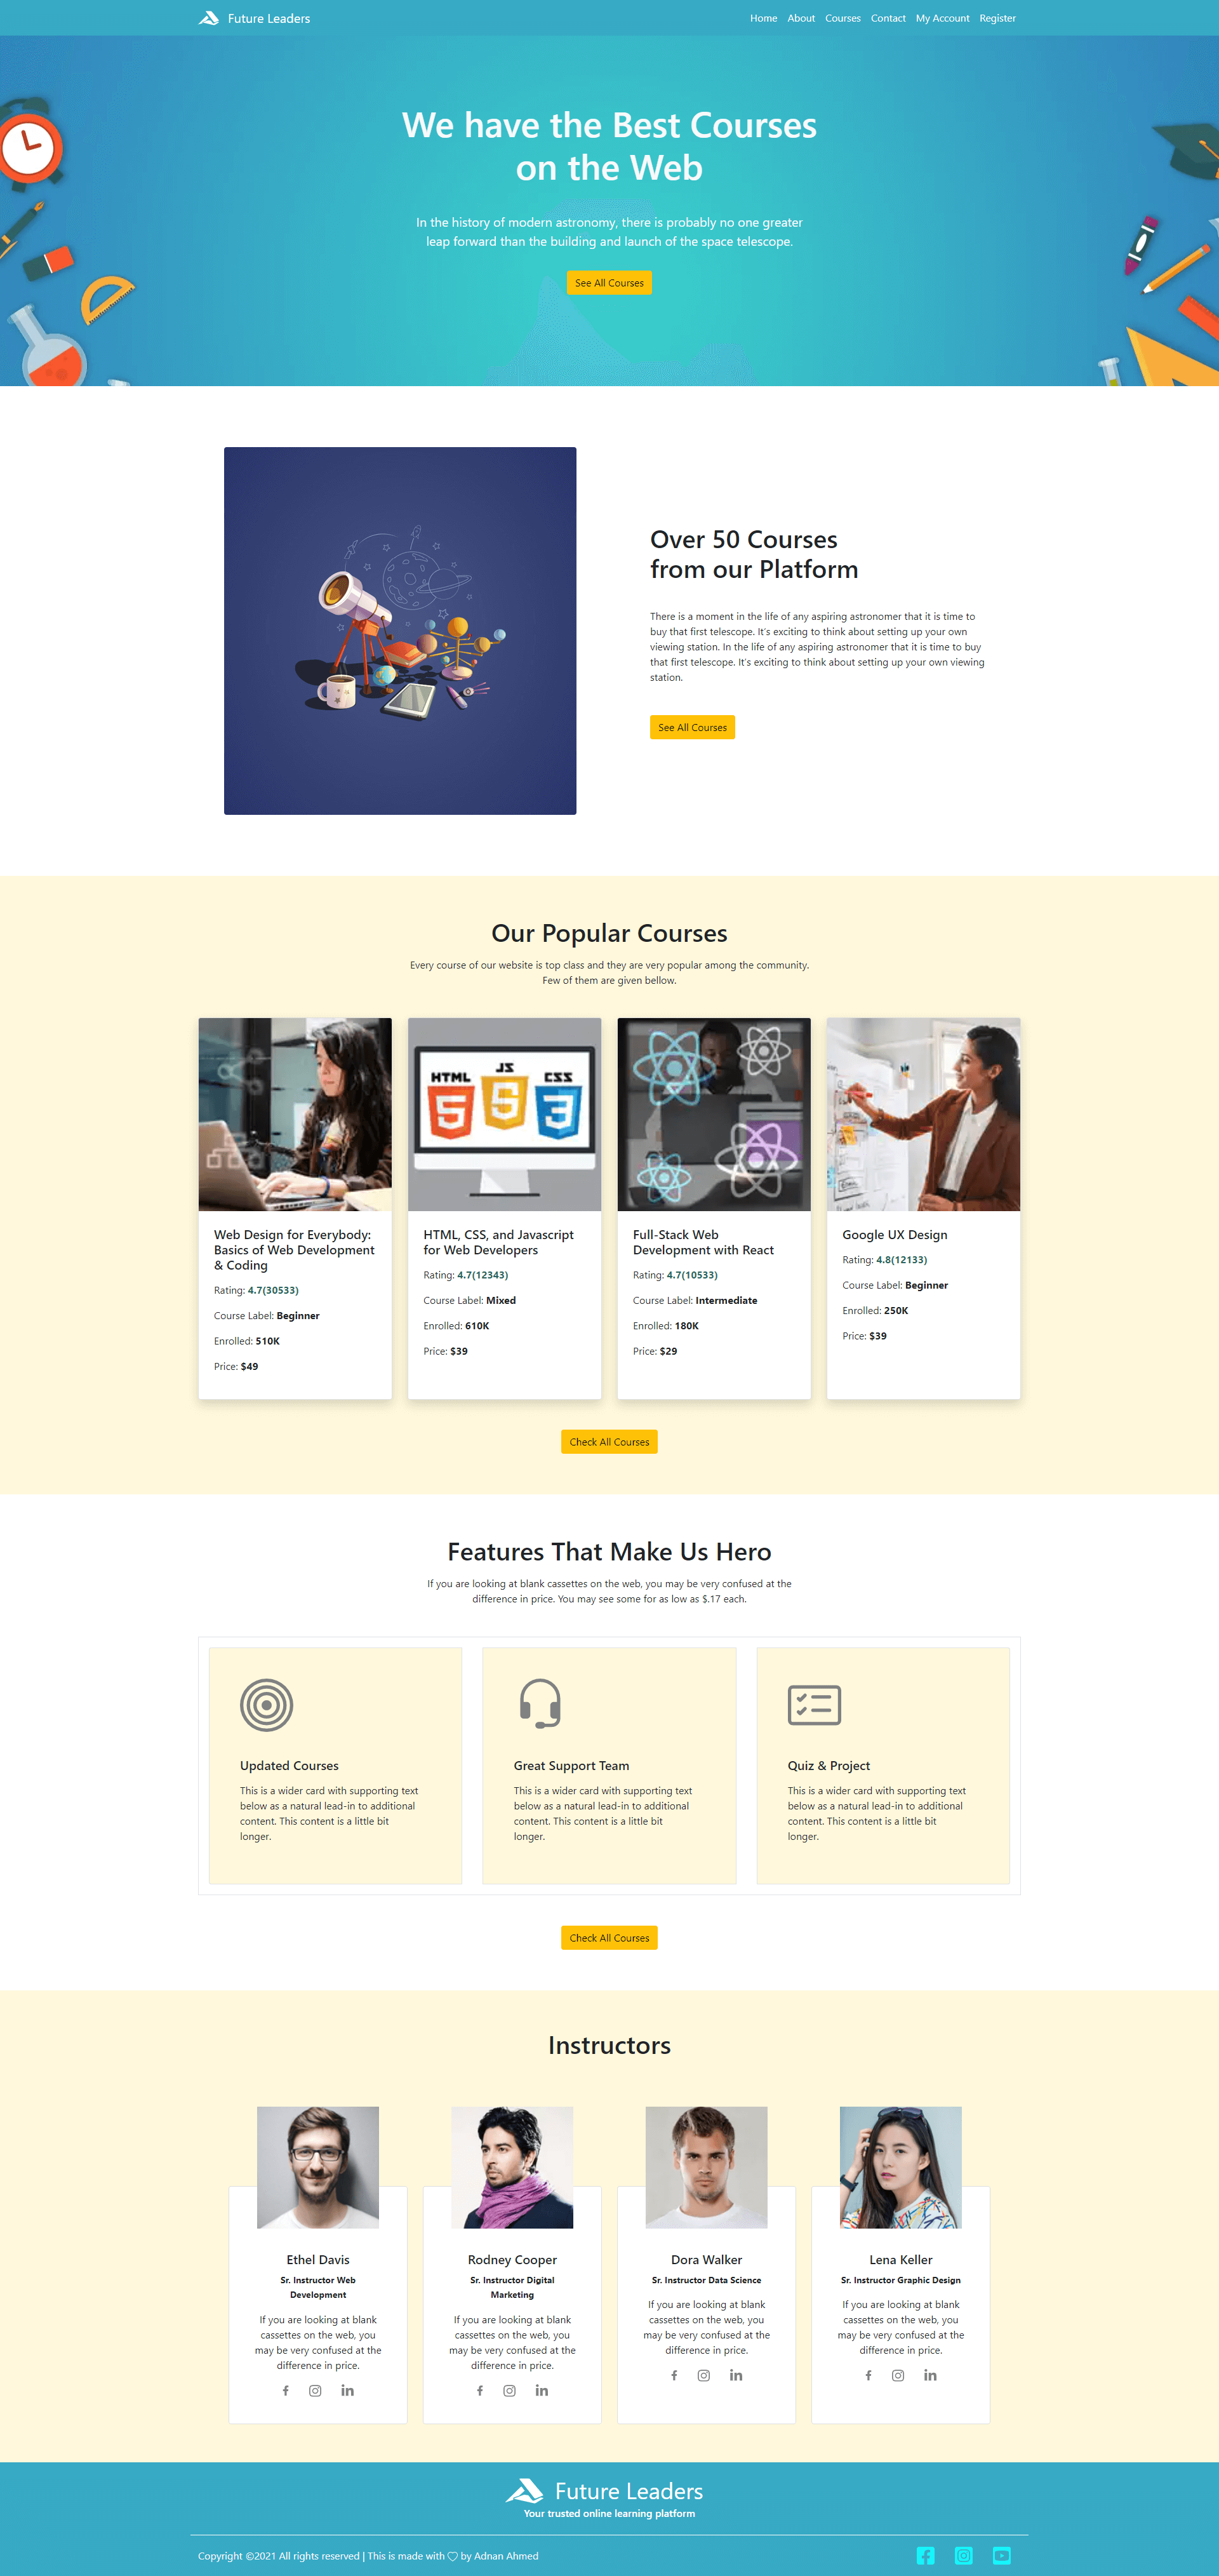 Future Leaders
Home About Courses Contact My Account Register
We have the Best Courses
on the Web
In the history of modern astronomy, there is probably no one greater
leap forward than the building and launch of the space telescope.
See All Courses
Over 50 Courses
from our Platform
There is a moment in the life of any aspiring astronomer that it is time to
buy that first telescope. It's exciting to think about setting up your own
viewing station. In the life of any aspiring astronomer that it is time to buy
that first telescope. It's exciting to think about setting up your own viewing
station.
See All Courses
Our Popular Courses
Every course of our website is top class and they are very popular among the community.
Few of them are given bellow.
HTML JS CSS
5 5 3
Web Design for Everybody:
Basics of Web Development
& Coding
Rating: 4.7(30533)
Course Label: Beginner
Enrolled: 510K
Price: $49
HTML, CSS, and Javascript
for Web Developers
Rating: 4.7(12343)
Course Label: Mixed
Enrolled: 610K
Price: $39
Full-Stack Web
Development with React
Rating: 4.7(10533)
Course Label: Intermediate
Enrolled: 180K
Price: $29
Google UX Design
Rating: 4.8(12133)
Course Label: Beginner
Enrolled: 250K
Price: $39
Check All Courses
Features That Make Us Hero
If you are looking at blank cassettes on the web, you may be very confused at the
difference in price. You may see some for as low as $.17 each.
Updated Courses
This is a wider card with supporting text
below as a natural lead-in to additional
content. This content is a little bit
longer.
Great Support Team
This is a wider card with supporting text
below as a natural lead-in to additional
content. This content is a little bit
longer.
Quiz & Project
This is a wider card with supporting text
below as a natural lead-in to additional
content. This content is a little bit
longer.
Check All Courses
Instructors
Ethel Davis
Sr. Instructor Web
Development
If you are looking at blank
cassettes on the web, you
may be very confused at the
difference in price.
Rodney Cooper
Sr. Instructor Digital
Marketing
If you are looking at blank
cassettes on the web, you
may be very confused at the
difference in price.
Dora Walker
Sr. Instructor Data Science
If you are looking at blank
cassettes on the web, you
may be very confused at the
difference in price.
Lena Keller
Sr. Instructor Graphic Design
If you are looking at blank
cassettes on the web, you
may be very confused at the
difference in price.
Future Leaders
Your trusted online learning platform
Copyright ©2021 All rights reserved | This is made with ♡ by Adnan Ahmed